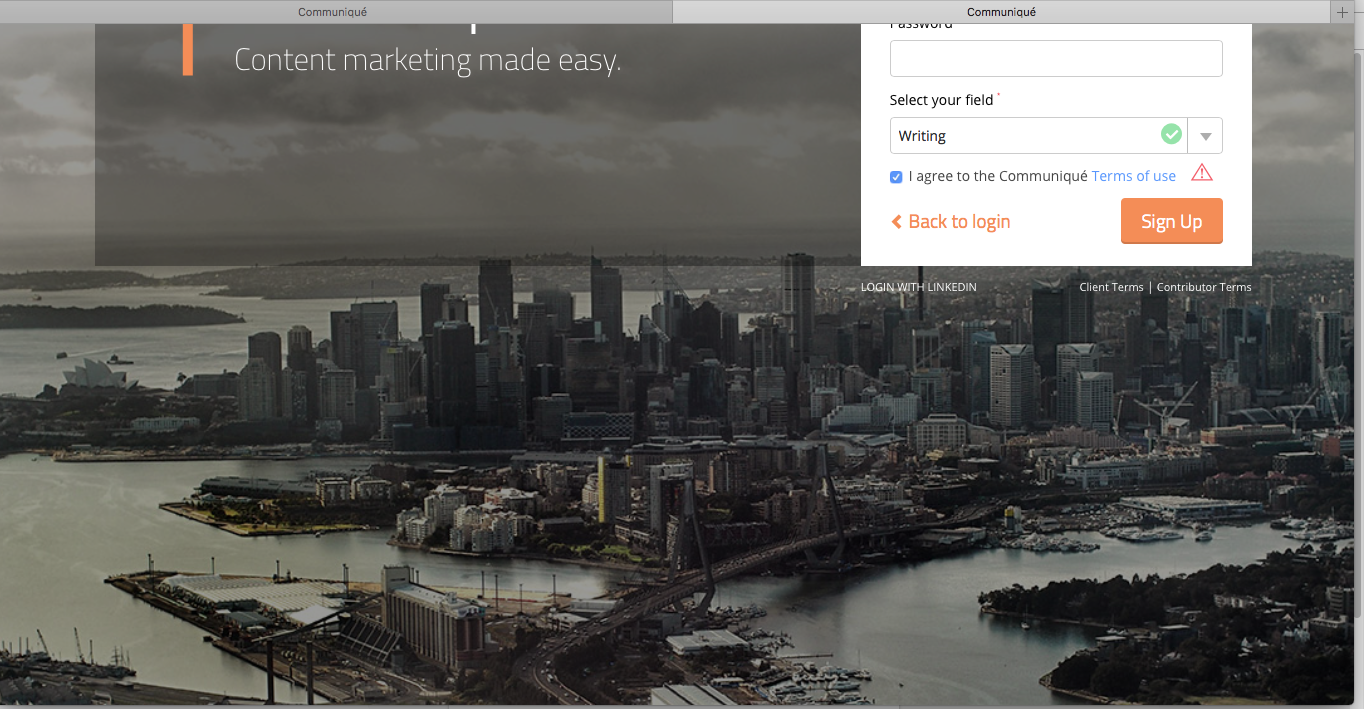 Communiqué
Communiqué
Content marketing made easy.
Password
Select your field *
Writing
I agree to the Communiqué Terms of use
Back to login
Sign Up
LOGIN WITH LINKEDIN
Client Terms | Contributor Terms